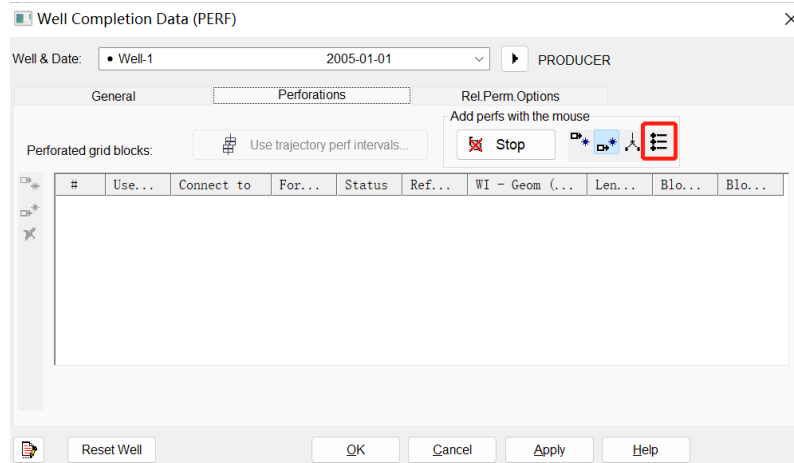 Well Completion Data (PERF)
Well & Date: • Well-1 2005-01-01 PRODUCER
General Perforations Rel.Perm.Options
Add perfs with the mouse
Perforated grid blocks: Use trajectory perf intervals... Stop
# Use... Connect to For... Status Ref... WI - Geom (... Len... Blo... Blo...
Reset Well OK Cancel Apply Help